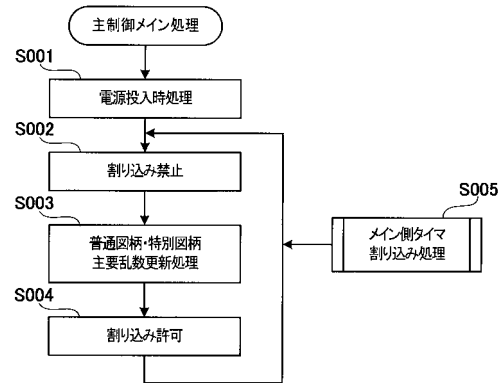 主制御メイン処理
S001
電源投入時処理
S002
割り込み禁止
S003
普通図柄・特別図柄
主要乱数更新処理
S004
割り込み許可
S005
メイン側タイマ
割り込み処理